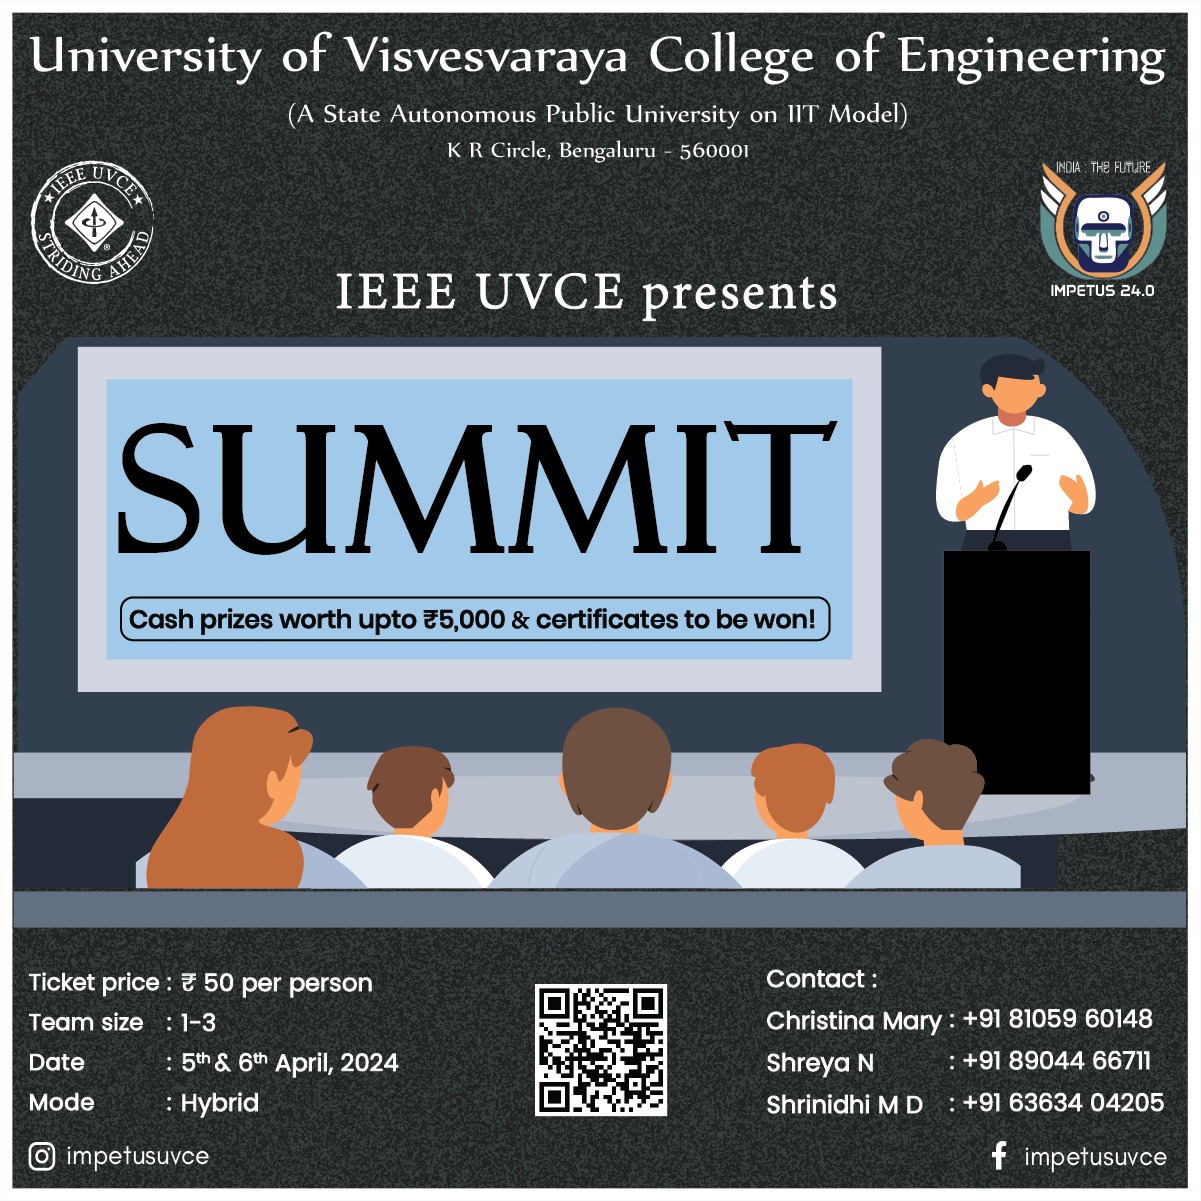 University of Visvesvaraya College of Engineering
(A State Autonomous Public University on IIT Model)
K R Circle, Bengaluru - 560001
IEEE UVCE
STRIDING AHEAD
INDIA : THE FUTURE
IMPETUS 24.0
IEEE UVCE presents
SUMMIT
Cash prizes worth upto ₹5,000 & certificates to be won!
Ticket price : ₹ 50 per person
Team size : 1-3
Date : 5th & 6th April, 2024
Mode : Hybrid
impetusuvce
Contact :
Christina Mary : +91 81059 60148
Shreya N : +91 89044 66711
Shrinidhi M D : +91 63634 04205
impetusuvce